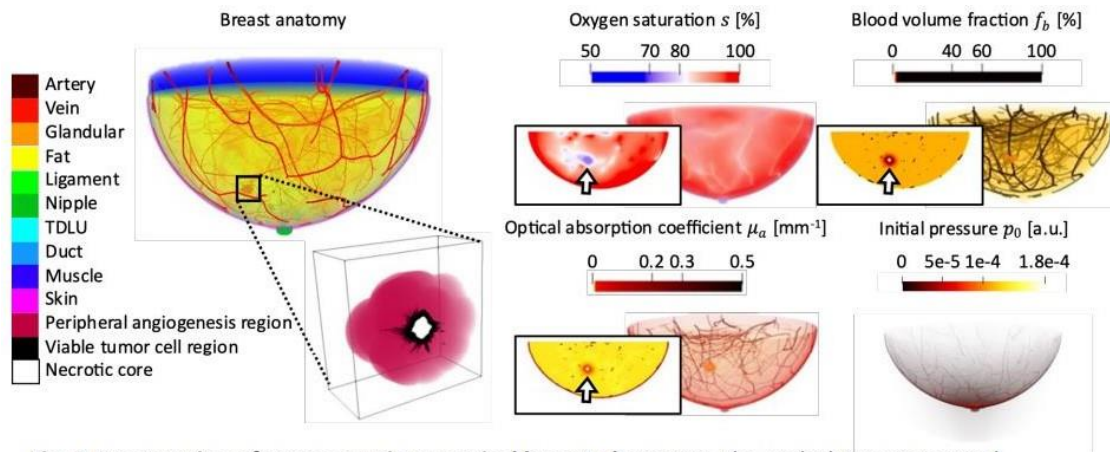 Breast anatomy
Artery
Vein
Glandular
Fat
Ligament
Nipple
TDLU
Duct
Muscle
Skin
Peripheral angiogenesis region
Viable tumor cell region
Necrotic core
Oxygen saturation s [%]
50 70 80 100
Blood volume fraction f_b [%]
0 40 60 100
Optical absorption coefficient μ_a [mm⁻¹]
0 0.2 0.3 0.5
Initial pressure p_0 [a.u.]
0 5e-5 1e-4 1.8e-4